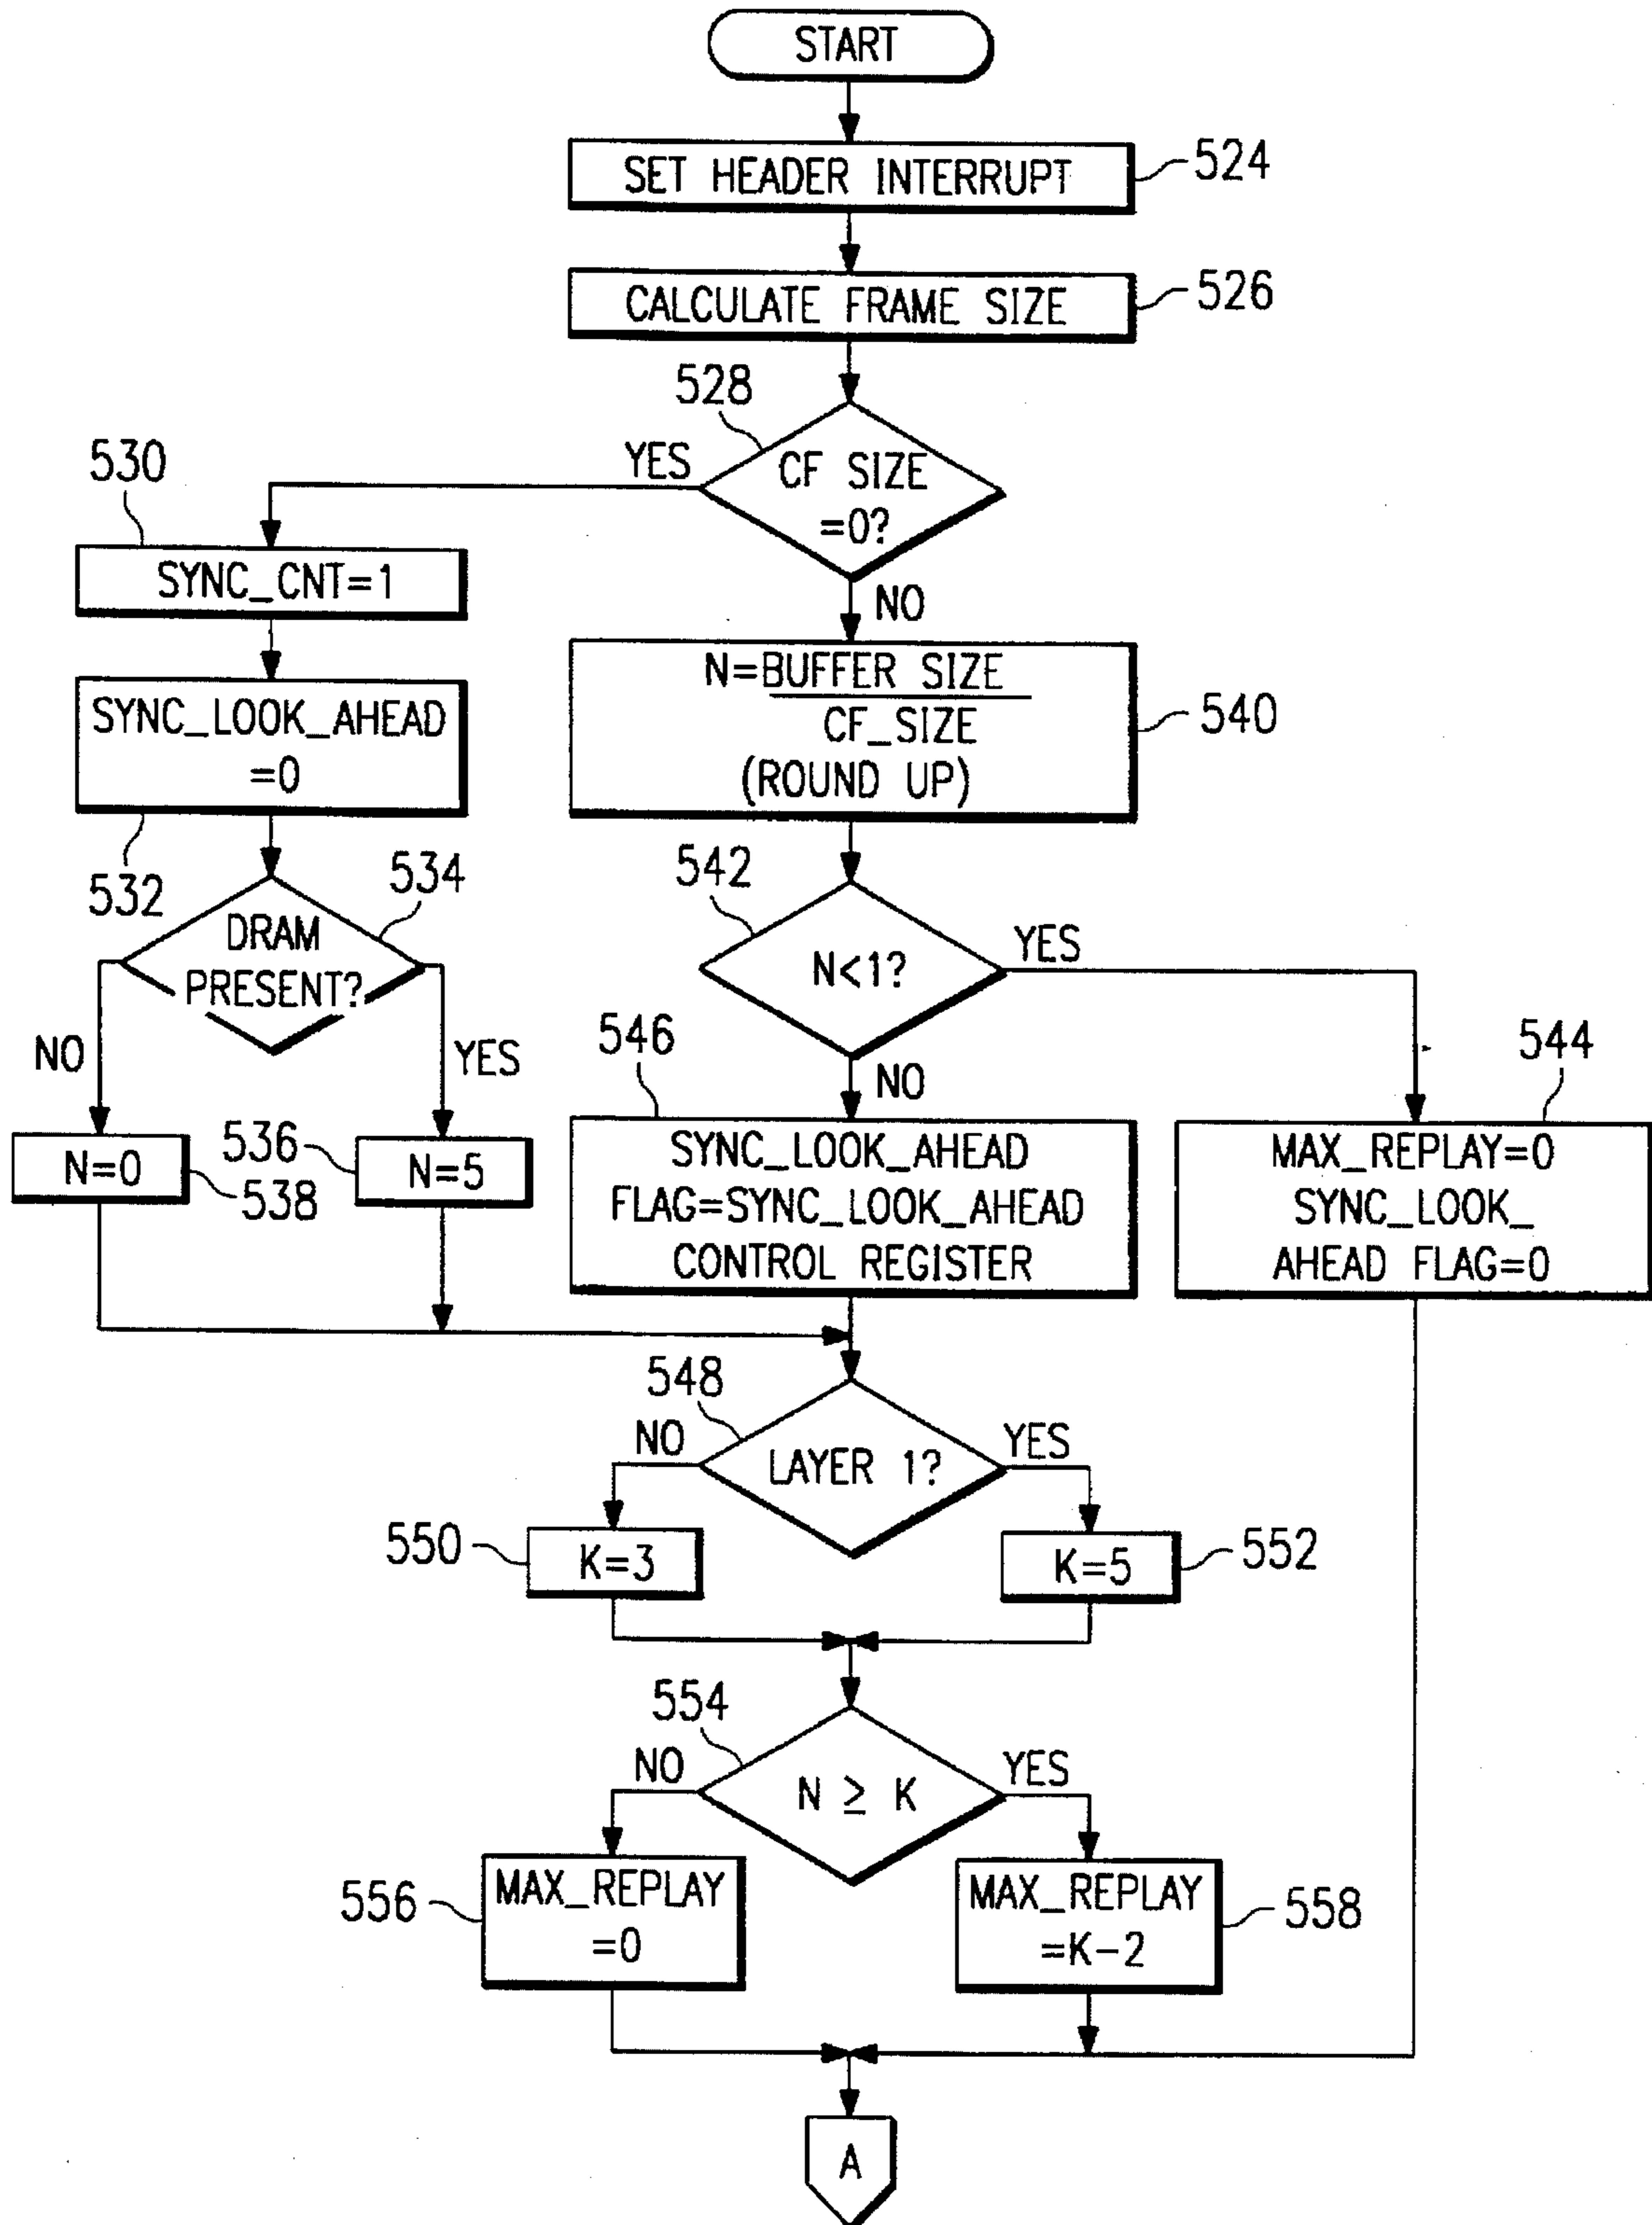 START
SET HEADER INTERRUPT
524
CALCULATE FRAME SIZE
526
528
CF SIZE
=0?
YES
NO
530
SYNC_CNT=1
SYNC_LOOK_AHEAD
=0
532
534
DRAM
PRESENT?
NO
YES
N=0
538
536
N=5
N=BUFFER SIZE
CF_SIZE
(ROUND UP)
540
542
N<1?
YES
NO
546
SYNC_LOOK_AHEAD
FLAG=SYNC_LOOK_AHEAD
CONTROL REGISTER
544
MAX_REPLAY=0
SYNC_LOOK_
AHEAD FLAG=0
548
LAYER 1?
NO
YES
550
K=3
K=5
552
554
N ≥ K
NO
YES
556
MAX_REPLAY
=0
MAX_REPLAY
=K-2
558
A